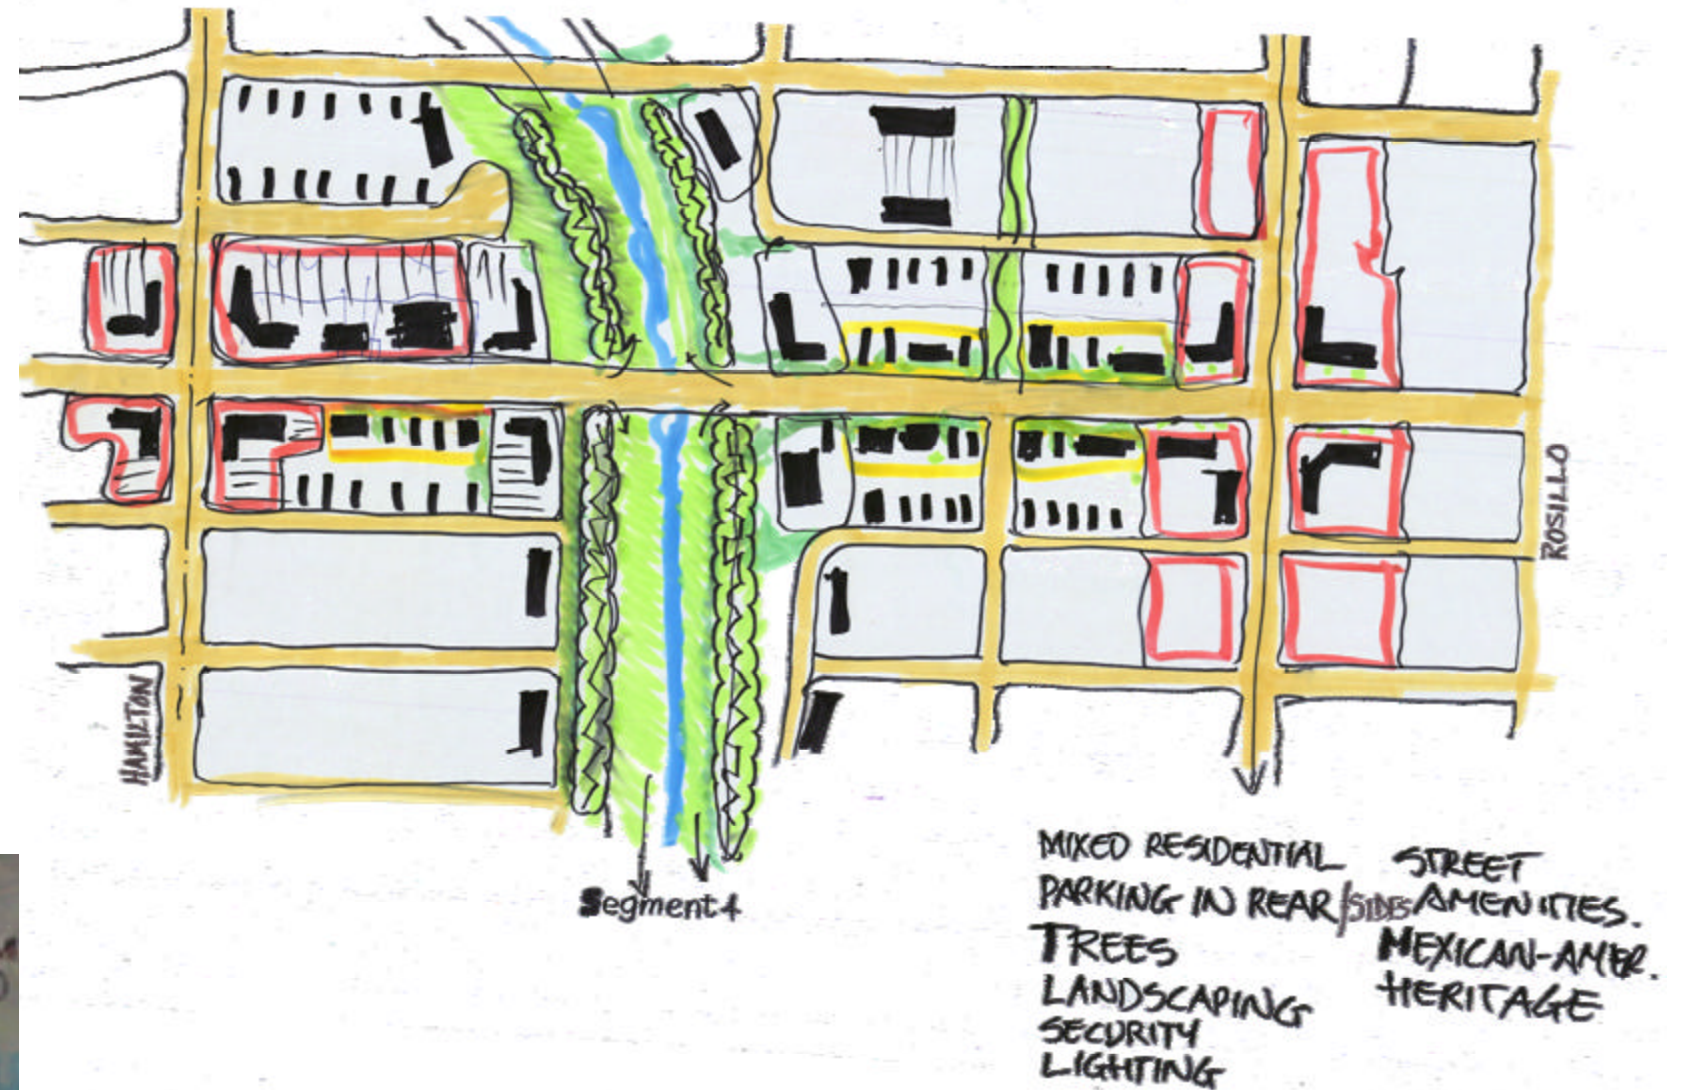 ROSILLO
HAMILTON
Segment 4
MIXED RESIDENTIAL
PARKING IN REAR/SIDES
TREES
LANDSCAPING
SECURITY
LIGHTING
STREET
AMENITIES.
MEXICAN-AMER.
HERITAGE